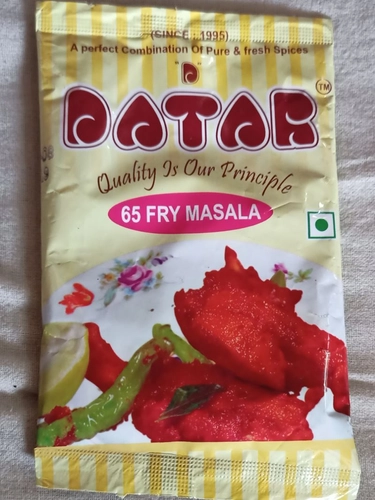 (SINCE : 1995)
A perfect Combination Of Pure & fresh Spices
"D"
DATAR TM
Quality Is Our Principle
65 FRY MASALA